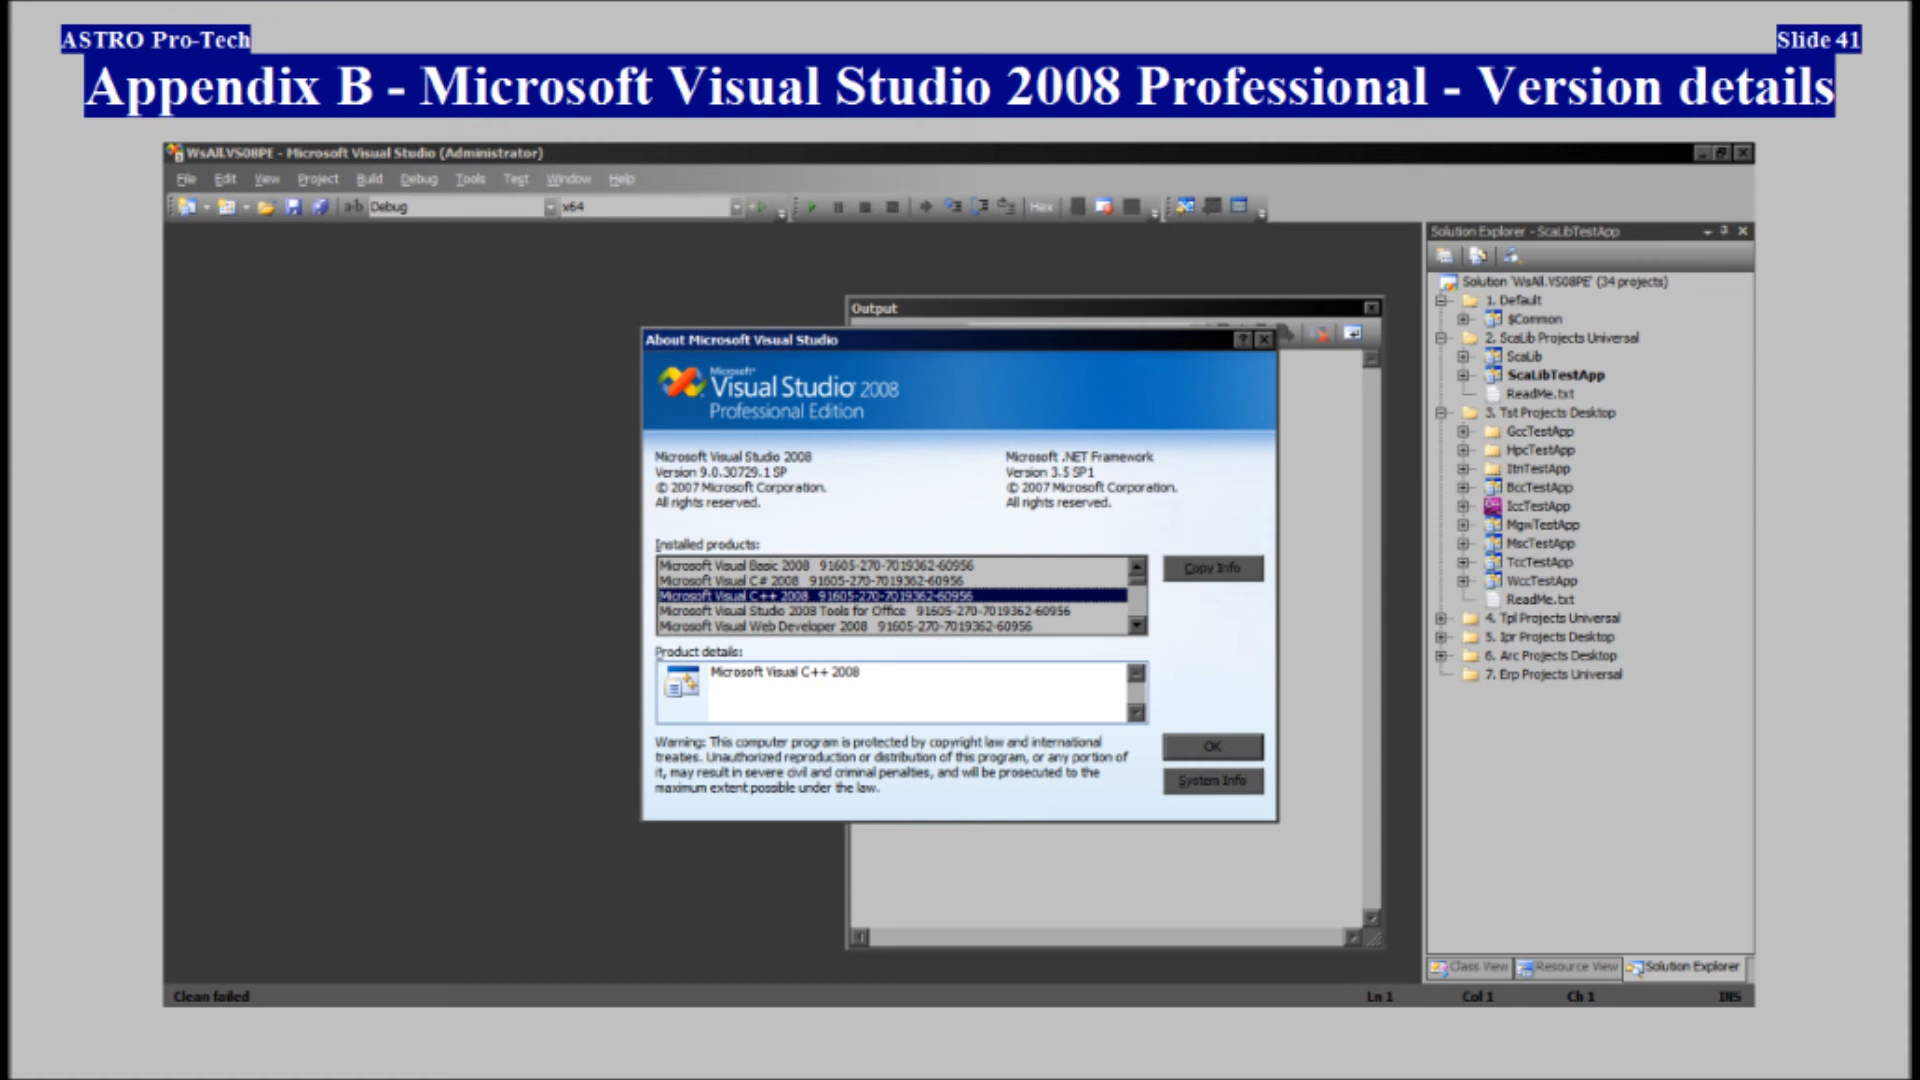 ASTRO Pro-Tech
Slide 41
Appendix B - Microsoft Visual Studio 2008 Professional - Version details
WsAll.VS08PE - Microsoft Visual Studio (Administrator)
File Edit View Project Build Debug Tools Test Window Help
Debug
x64
Hex
Solution Explorer - ScaLibTestApp
Solution 'WsAll.VS08PE' (34 projects)
1. Default
$Common
2. ScaLib Projects Universal
ScaLib
ScaLibTestApp
ReadMe.txt
3. Tst Projects Desktop
GccTestApp
HpcTestApp
ItnTestApp
BccTestApp
IccTestApp
MgwTestApp
MscTestApp
TccTestApp
WccTestApp
ReadMe.txt
4. Tpl Projects Universal
5. Ipr Projects Desktop
6. Arc Projects Desktop
7. Erp Projects Universal
Class View
Resource View
Solution Explorer
Output
About Microsoft Visual Studio
Microsoft
Visual Studio 2008
Professional Edition
Microsoft Visual Studio 2008
Version 9.0.30729.1 SP
© 2007 Microsoft Corporation.
All rights reserved.
Microsoft .NET Framework
Version 3.5 SP1
© 2007 Microsoft Corporation.
All rights reserved.
Installed products:
Microsoft Visual Basic 2008 91605-270-7019362-60956
Microsoft Visual C# 2008 91605-270-7019362-60956
Microsoft Visual C++ 2008 91605-270-7019362-60956
Microsoft Visual Studio 2008 Tools for Office 91605-270-7019362-60956
Microsoft Visual Web Developer 2008 91605-270-7019362-60956
Copy Info
Product details:
Microsoft Visual C++ 2008
Warning: This computer program is protected by copyright law and international
treaties. Unauthorized reproduction or distribution of this program, or any portion of
it, may result in severe civil and criminal penalties, and will be prosecuted to the
maximum extent possible under the law.
OK
System Info
Clean failed
Ln 1
Col 1
Ch 1
INS